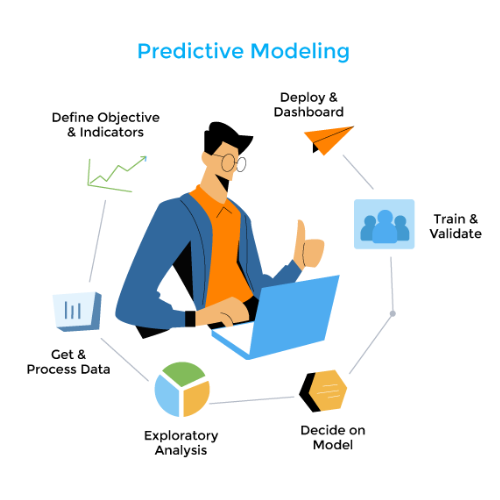 Predictive Modeling
Define Objective
& Indicators
Get &
Process Data
Exploratory
Analysis
Decide on
Model
Train &
Validate
Deploy &
Dashboard